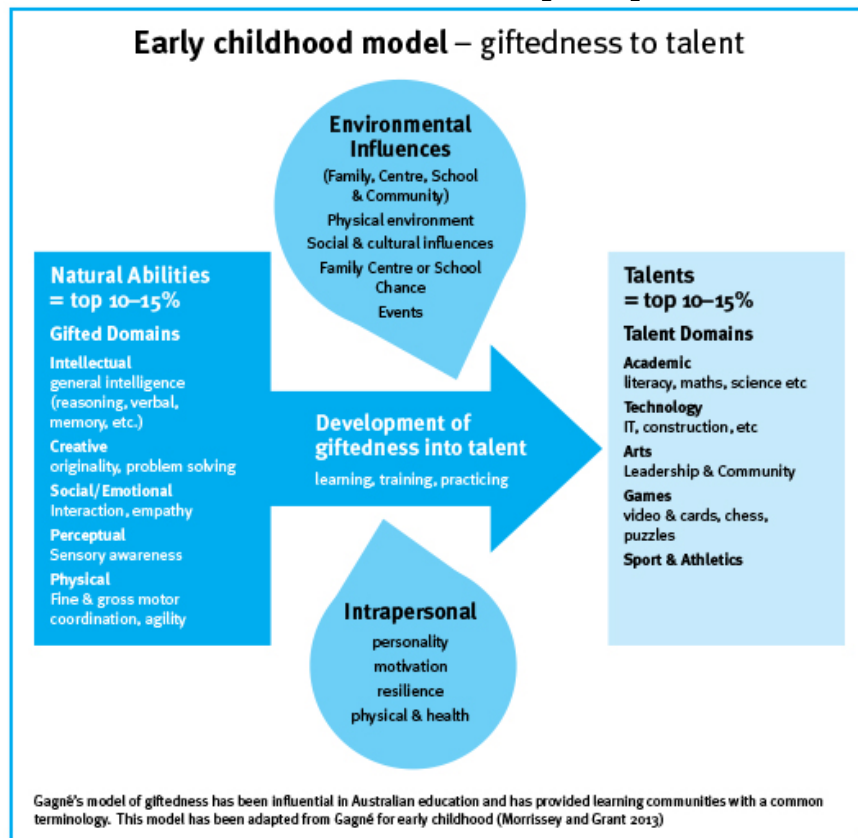 Early childhood model – giftedness to talent
Environmental
Influences
(Family, Centre, School
& Community)
Physical environment
Social & cultural influences
Family Centre or School
Chance
Events
Natural Abilities
= top 10–15%
Gifted Domains
Intellectual
general intelligence
(reasoning, verbal,
memory, etc.)
Creative
originality, problem solving
Social/Emotional
Interaction, empathy
Perceptual
Sensory awareness
Physical
Fine & gross motor
coordination, agility
Development of
giftedness into talent
learning, training, practicing
Talents
= top 10–15%
Talent Domains
Academic
literacy, maths, science etc
Technology
IT, construction, etc
Arts
Leadership & Community
Games
video & cards, chess,
puzzles
Sport & Athletics
Intrapersonal
personality
motivation
resilience
physical & health
Gagné's model of giftedness has been influential in Australian education and has provided learning communities with a common
terminology. This model has been adapted from Gagné for early childhood (Morrissey and Grant 2013)